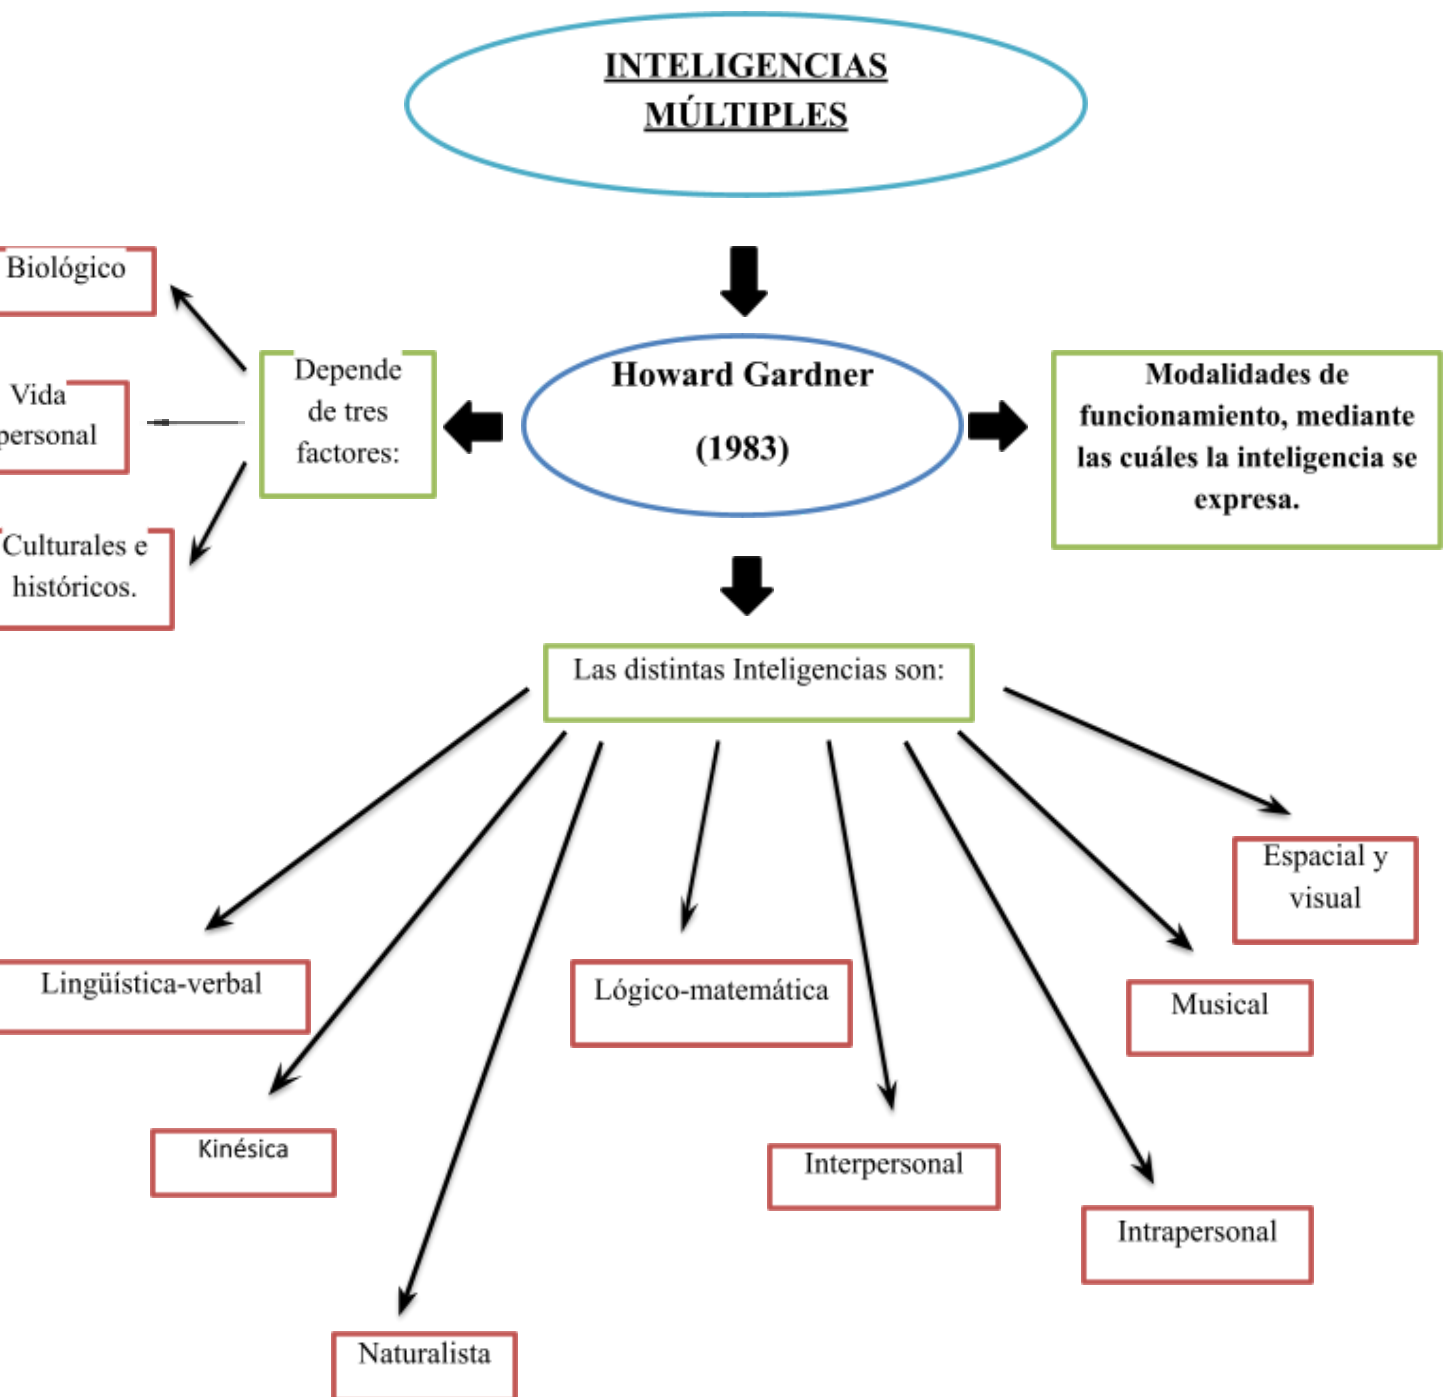 INTELIGENCIAS
MÚLTIPLES
Biológico
Vida
personal
Culturales e
históricos.
Depende
de tres
factores:
Howard Gardner
(1983)
Modalidades de
funcionamiento, mediante
las cuáles la inteligencia se
expresa.
Las distintas Inteligencias son:
Espacial y
visual
Lingüística-verbal
Lógico-matemática
Musical
Kinésica
Interpersonal
Intrapersonal
Naturalista